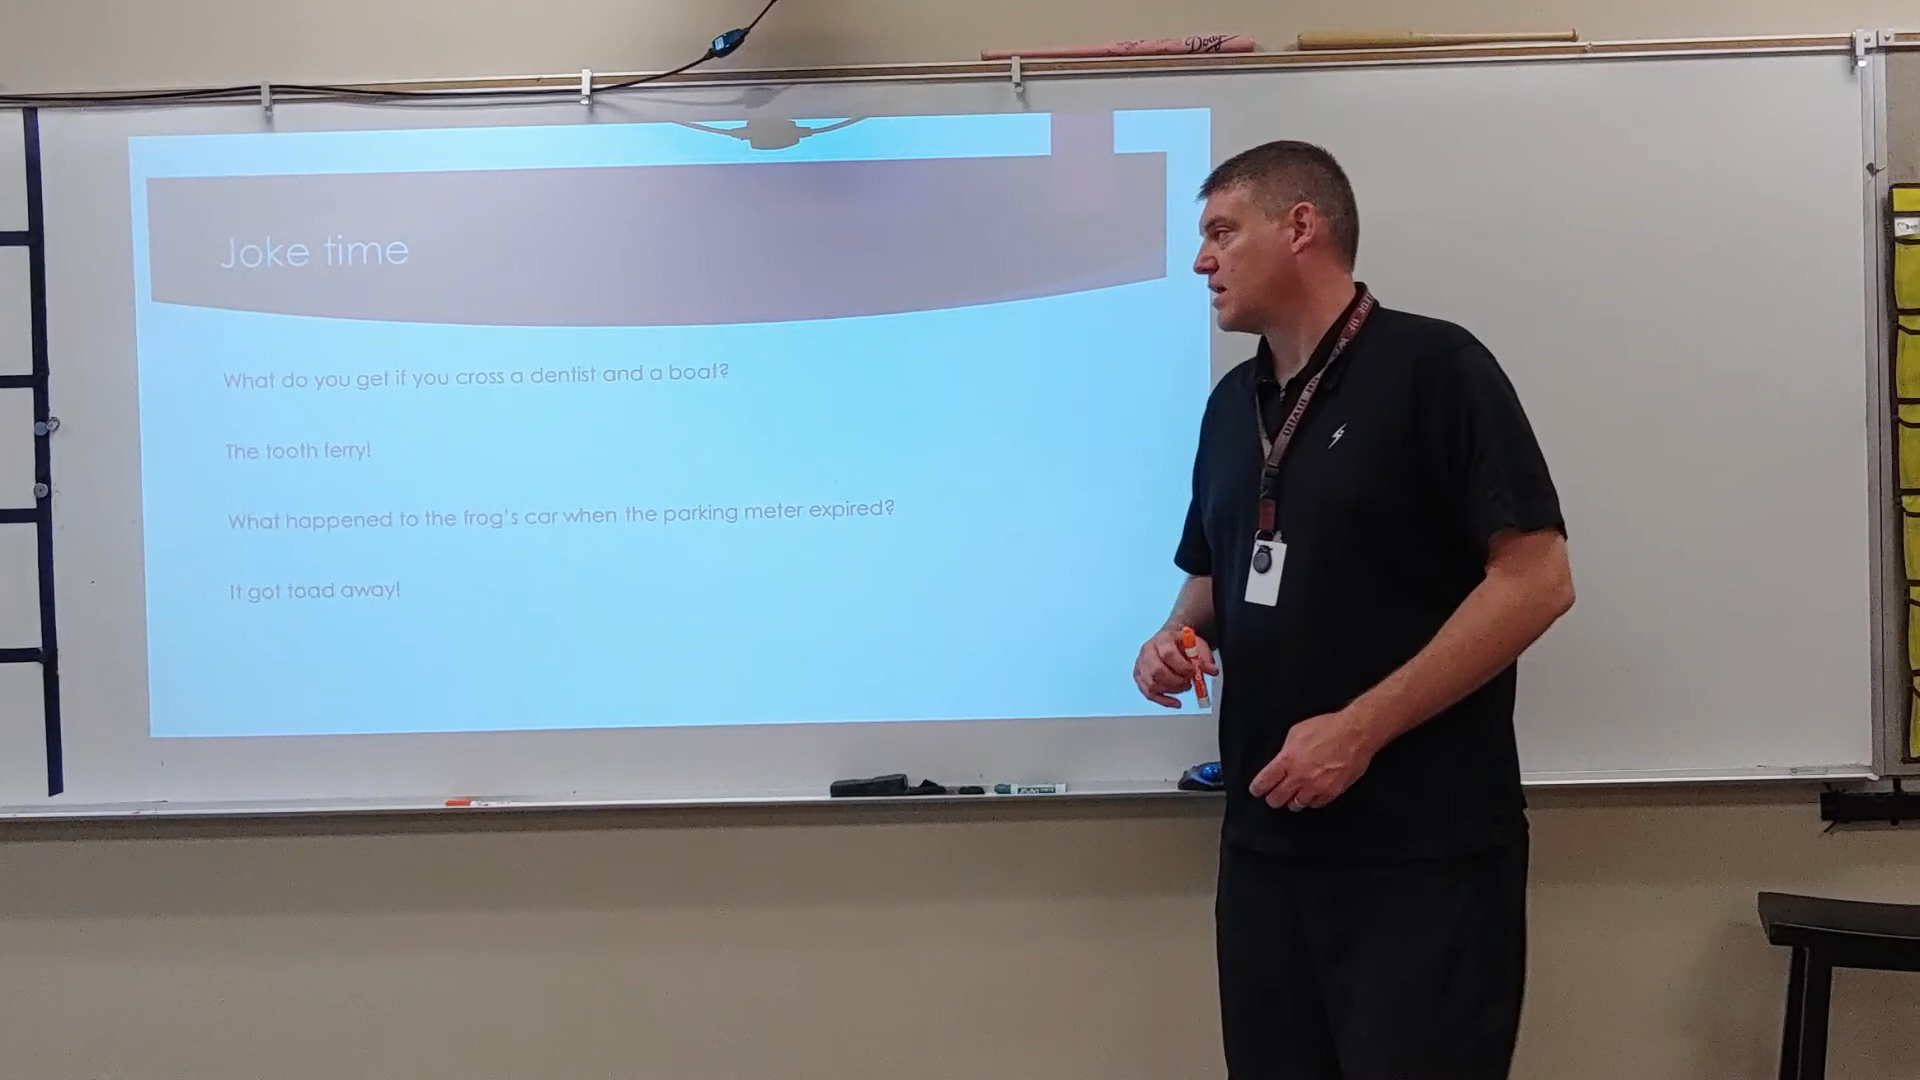 Joke time
What do you get if you cross a dentist and a boat?
The tooth ferry!
What happened to the frog's car when the parking meter expired?
It got toad away!